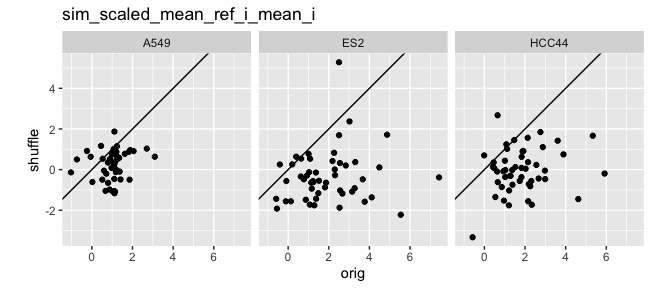 sim_scaled_mean_ref_i_mean_i
A549 ES2 HCC44
shuffle
4
2
0
-2
0 2 4 6 0 2 4 6 0 2 4 6
orig